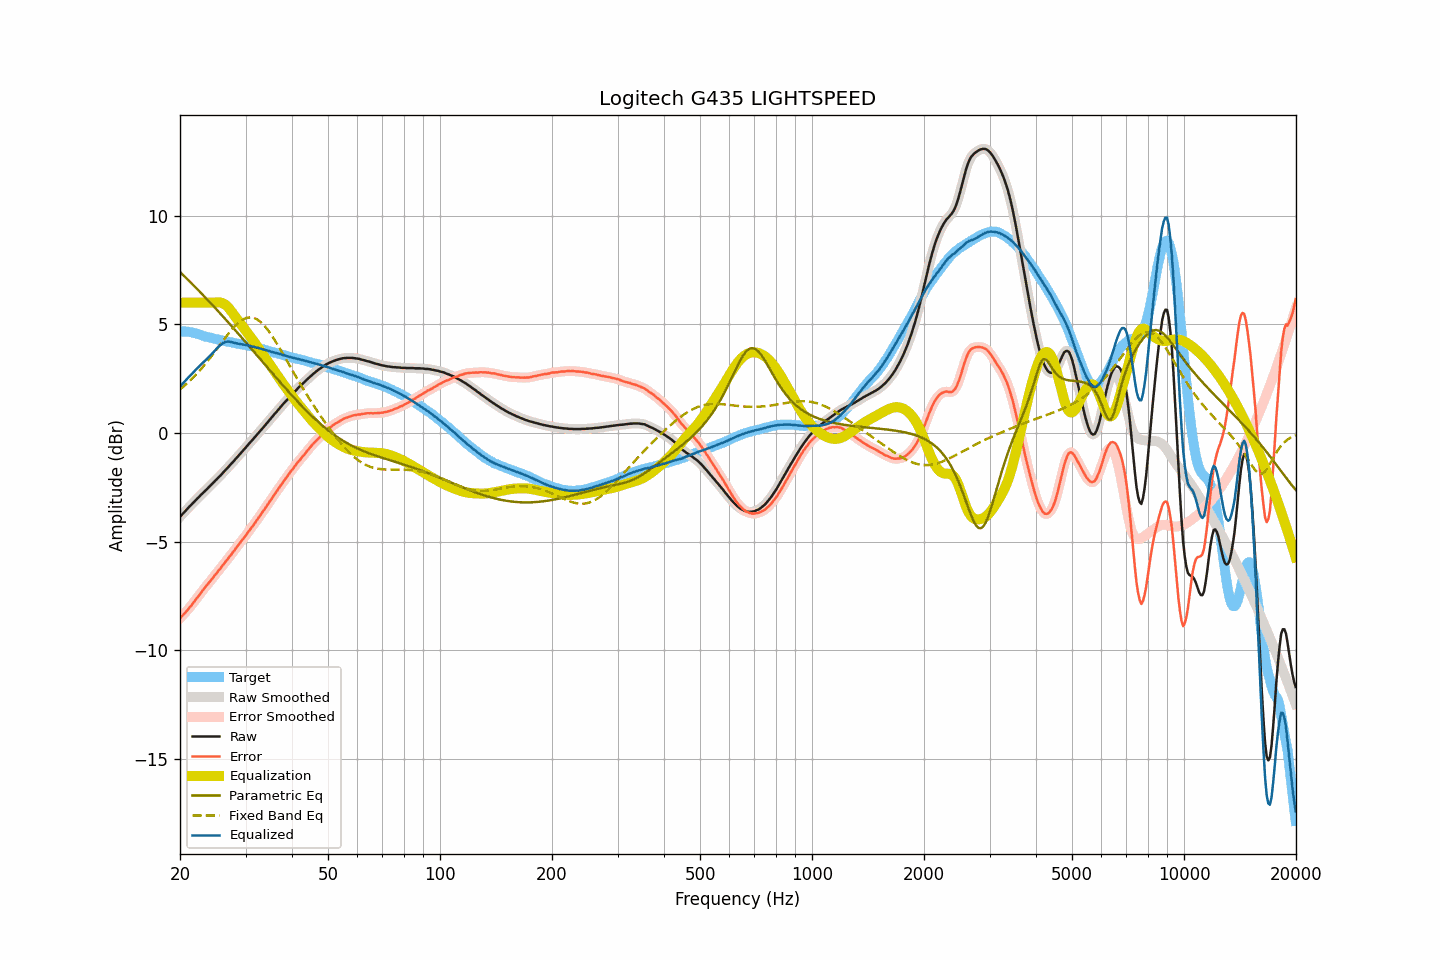 Logitech G435 LIGHTSPEED
Amplitude (dBr)
10
5
0
−5
−10
−15
Target
Raw Smoothed
Error Smoothed
Raw
Error
Equalization
Parametric Eq
Fixed Band Eq
Equalized
20 50 100 200 500 1000 2000 5000 10000 20000
Frequency (Hz)